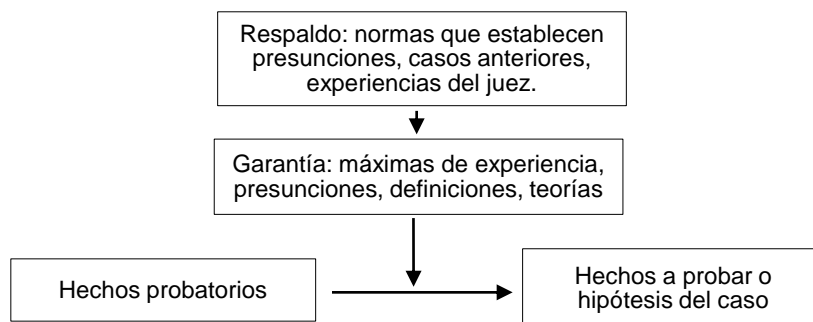 Respaldo: normas que establecen
presunciones, casos anteriores,
experiencias del juez.
Garantía: máximas de experiencia,
presunciones, definiciones, teorías
Hechos probatorios
Hechos a probar o
hipótesis del caso